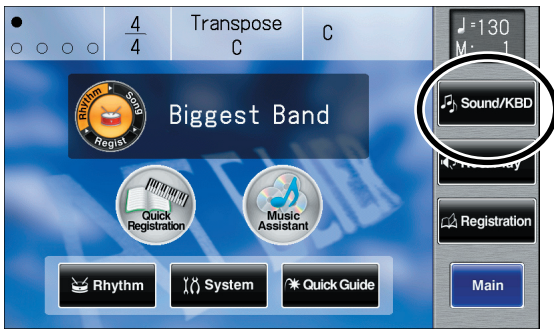 4
4
Transpose
C
C
♩=130
M: 1
Rhythm
Song
Regist
Biggest Band
Sound/KBD
Quick
Registration
Music
Assistant
Registration
Rhythm
System
Quick Guide
Main